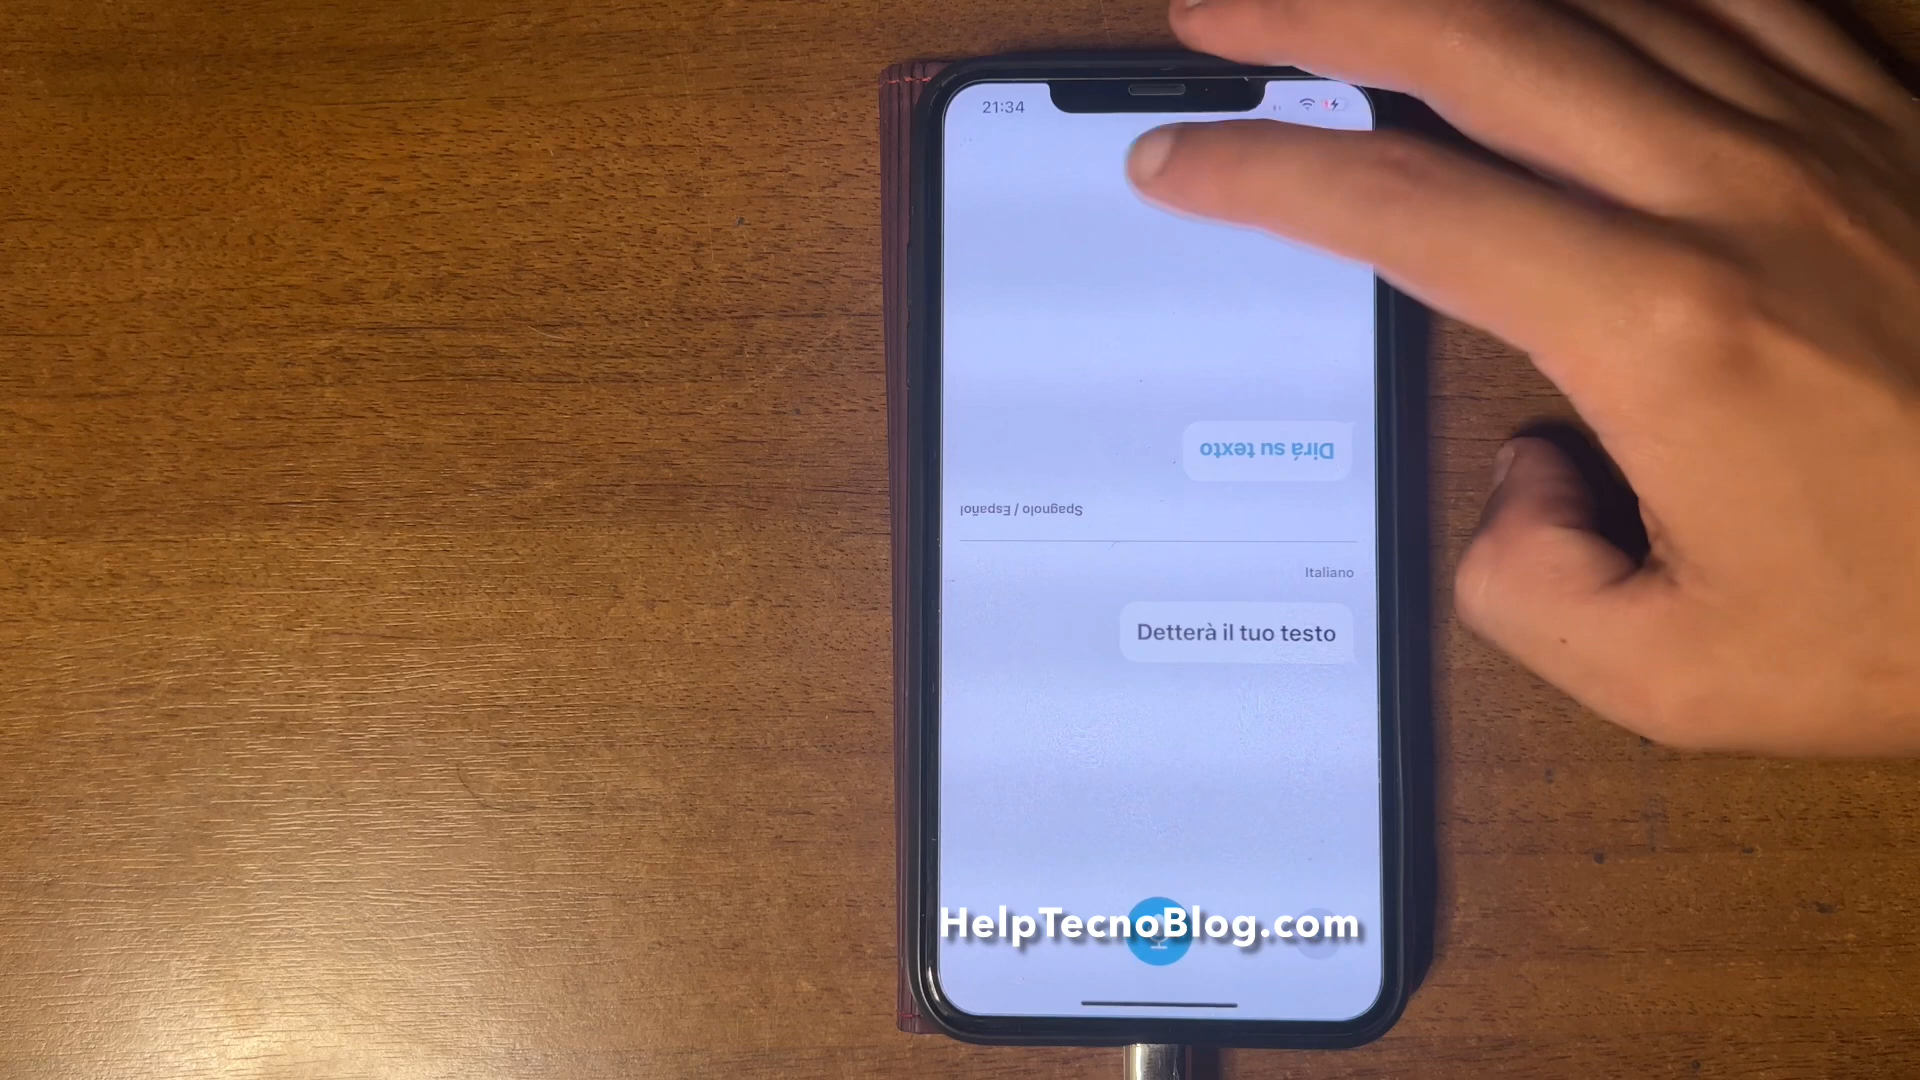 21:34
Dirá su texto
Spagnolo / Español
Italiano
Detterà il tuo testo
HelpTecnoBlog.com